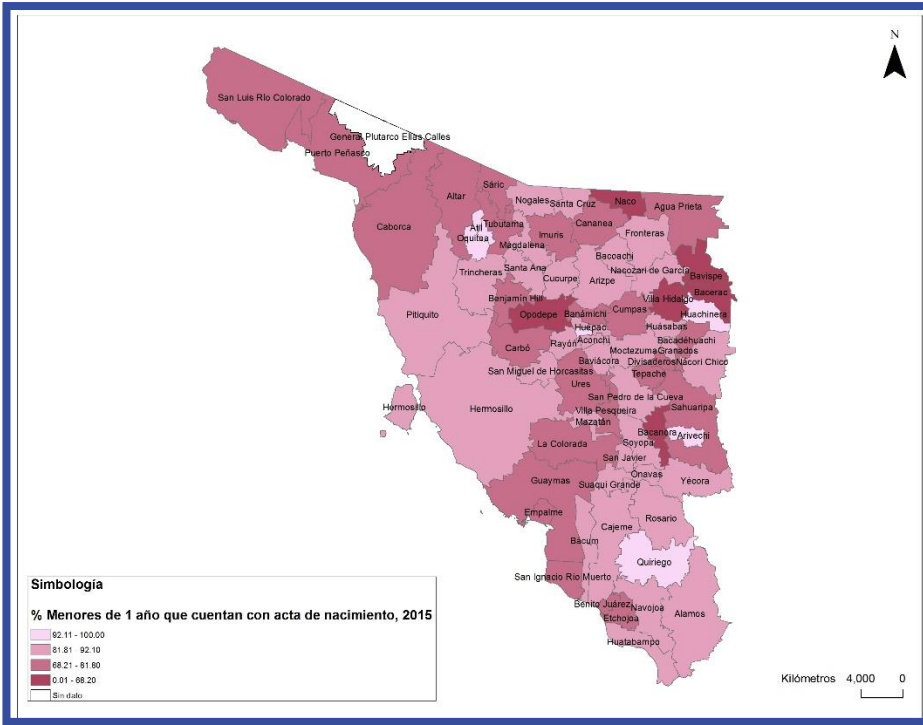 N
San Luis Río Colorado
General Plutarco Elías Calles
Puerto Peñasco
Sáric
Nogales
Santa Cruz
Naco
Agua Prieta
Altar
Cananea
Caborca
Atil
Tubutama
Oquitoa
Imuris
Fronteras
Magdalena
Bacoachi
Trincheras
Santa Ana
Cucurpe
Arizpe
Nacozari de García
Bavispe
Bacerac
Benjamín Hill
Villa Hidalgo
Pitiquito
Opodepe
Banámichi
Cumpas
Huachinera
Huépac
Huásabas
Carbó
Rayón
Aconchi
Bacadéhuachi
Moctezuma
Granados
Baviácora
Divisaderos
Nácori Chico
San Miguel de Horcasitas
Tepache
Ures
Hermosillo
Hermosillo
San Pedro de la Cueva
Sahuaripa
Villa Pesqueira
Mazatán
Bacanora
Arivechi
La Colorada
Soyopa
San Javier
Onavas
Guaymas
Suaqui Grande
Yécora
Empalme
Rosario
Cajeme
Bácum
Quiriego
San Ignacio Río Muerto
Benito Juárez
Navojoa
Alamos
Etchojoa
Huatabampo
Simbología
% Menores de 1 año que cuentan con acta de nacimiento, 2015
92.11 - 100.00
81.81 - 92.10
68.21 - 81.80
0.01 - 68.20
Sin dato
Kilómetros 4,000 0